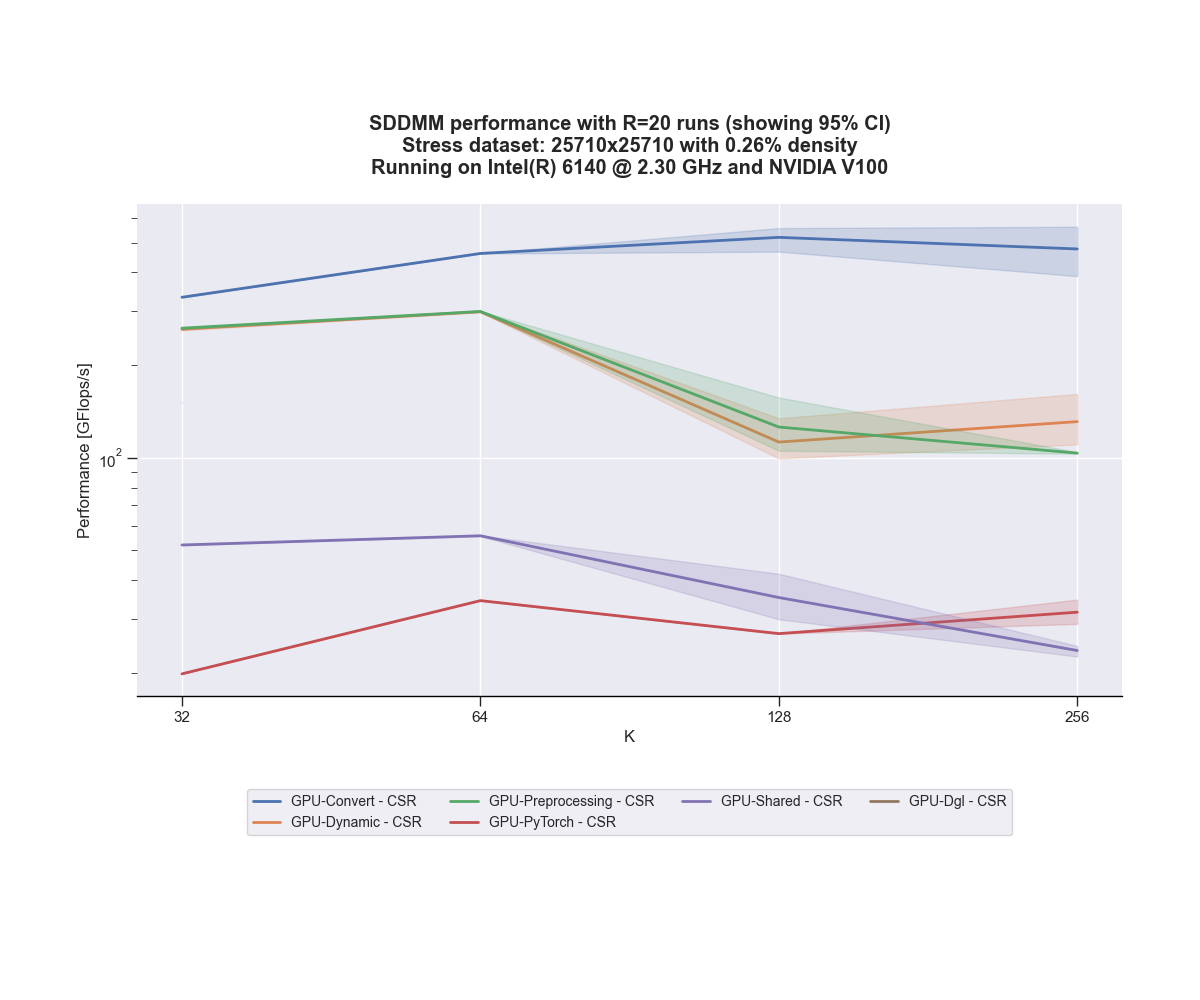 SDDMM performance with R=20 runs (showing 95% CI)
Stress dataset: 25710x25710 with 0.26% density
Running on Intel(R) 6140 @ 2.30 GHz and NVIDIA V100
Performance [GFlops/s]
10^2
32 64 128 256
K
GPU-Convert - CSR GPU-Preprocessing - CSR GPU-Shared - CSR GPU-Dgl - CSR
GPU-Dynamic - CSR GPU-PyTorch - CSR